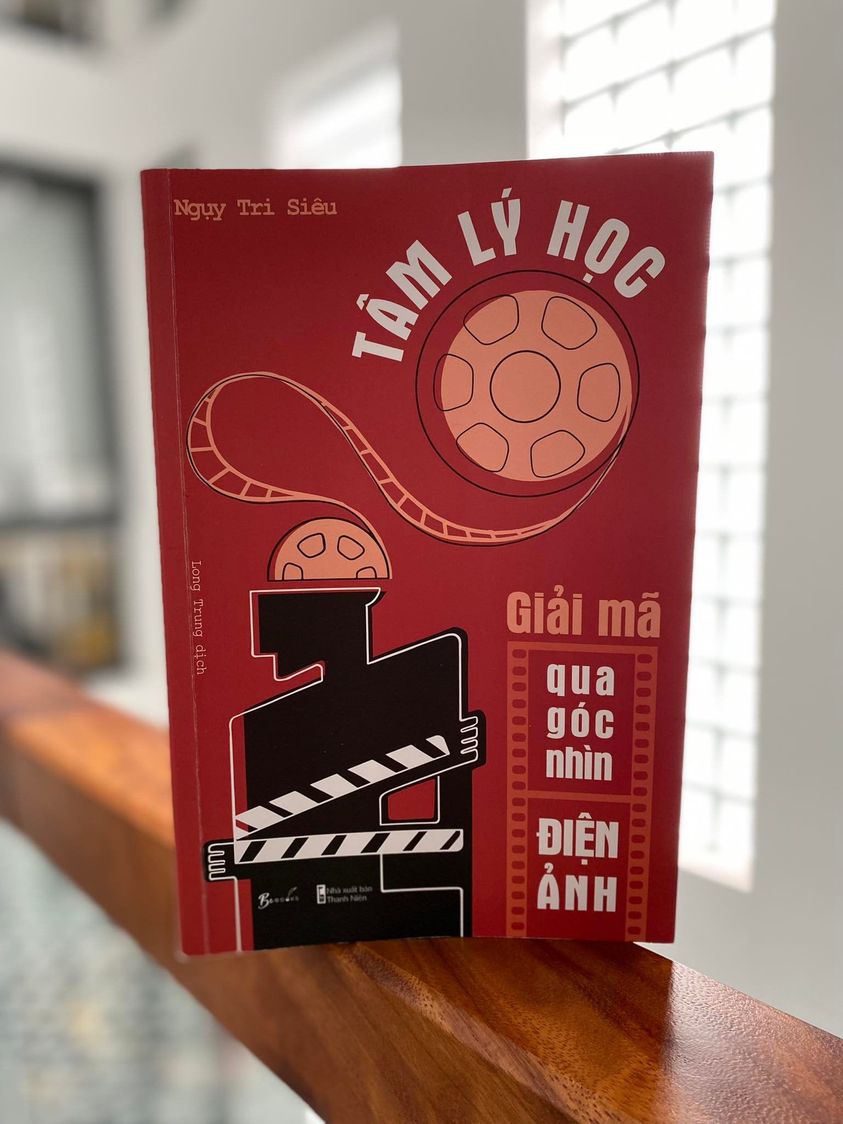 Ngụy Tri Siêu
TÂM LÝ HỌC
Long Trung dịch
Giải mã
qua
góc
nhìn
ĐIỆN
ẢNH
BẢBOOKS
Nhà xuất bản
Thanh Niên